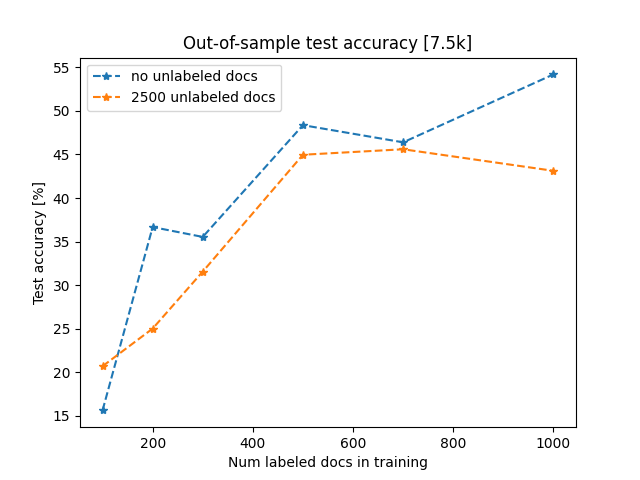 Out-of-sample test accuracy [7.5k]
no unlabeled docs
2500 unlabeled docs
Test accuracy [%]
55
50
45
40
35
30
25
20
15
200 400 600 800 1000
Num labeled docs in training